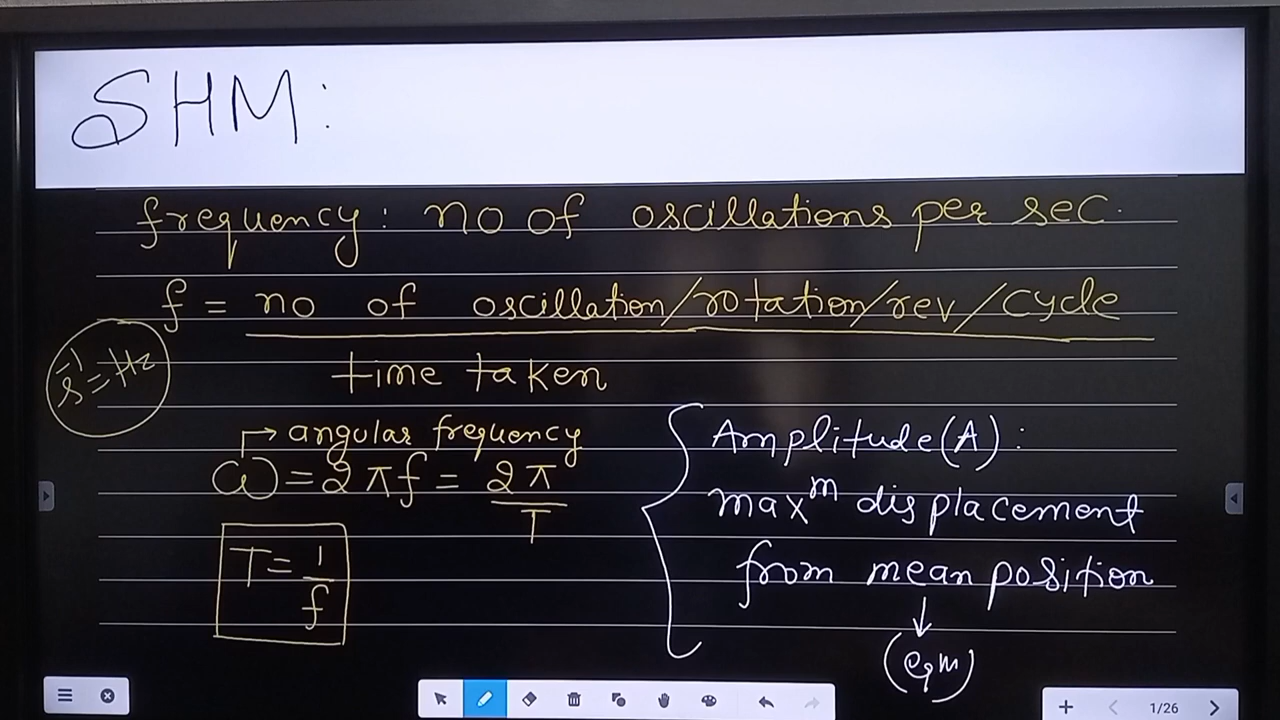 SHM:
frequency: no of oscillations per sec.
f = no of oscillation/rotation/rev/cycle
time taken
s⁻¹ = Hz
→ angular frequency
ω = 2πf = 2π/T
T = 1/f
Amplitude(A):
maxᵐ displacement
from mean position
↓
(eqm)
1/26